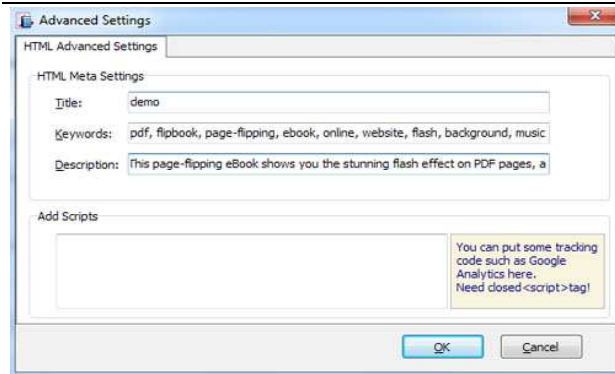 Advanced Settings
HTML Advanced Settings
HTML Meta Settings
Title: demo
Keywords: pdf, flipbook, page-flipping, ebook, online, website, flash, background, music
Description: This page-flipping eBook shows you the stunning flash effect on PDF pages, a
Add Scripts
You can put some tracking
code such as Google
Analytics here.
Need closed<script>tag!
OK Cancel